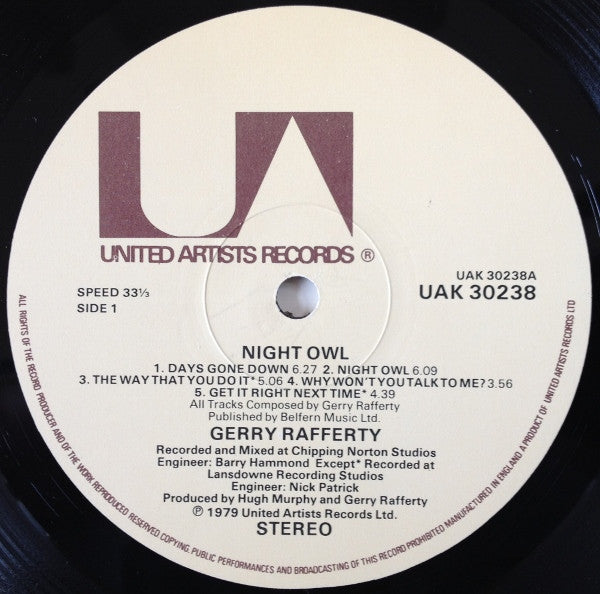 UA
UNITED ARTISTS RECORDS ®
SPEED 33⅓
SIDE 1
UAK 30238A
UAK 30238
NIGHT OWL
1. DAYS GONE DOWN 6.27 2. NIGHT OWL 6.09
3. THE WAY THAT YOU DO IT* 5.06 4. WHY WON'T YOU TALK TO ME? 3.56
5. GET IT RIGHT NEXT TIME* 4.39
All Tracks Composed by Gerry Rafferty
Published by Belfern Music Ltd.
GERRY RAFFERTY
Recorded and Mixed at Chipping Norton Studios
Engineer: Barry Hammond Except* Recorded at
Lansdowne Recording Studios
Engineer: Nick Patrick
Produced by Hugh Murphy and Gerry Rafferty
℗ 1979 United Artists Records Ltd.
STEREO
ALL RIGHTS OF THE RECORD PRODUCER AND OF THE WORK REPRODUCED RESERVED COPYING, PUBLIC PERFORMANCES AND BROADCASTING OF THIS RECORD PROHIBITED MANUFACTURED IN ENGLAND A PRODUCT OF UNITED ARTISTS RECORDS LTD